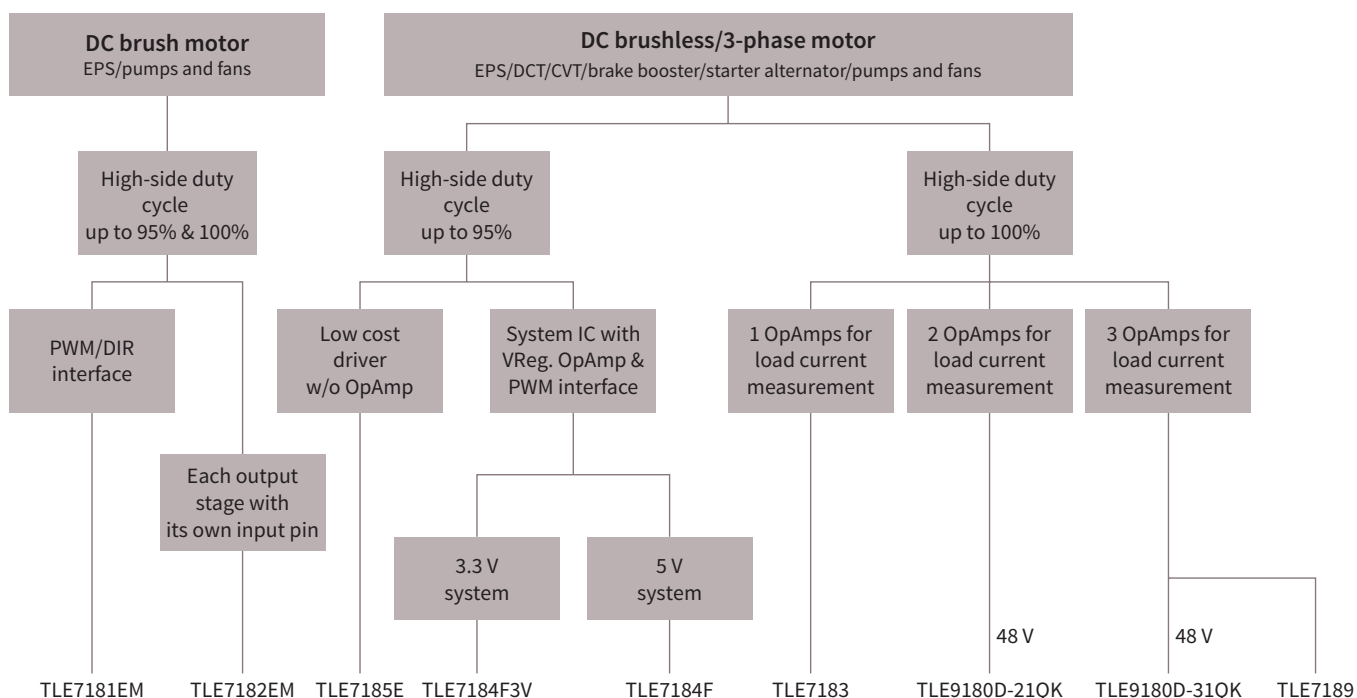 DC brush motor
EPS/pumps and fans
DC brushless/3-phase motor
EPS/DCT/CVT/brake booster/starter alternator/pumps and fans
High-side duty
cycle
up to 95% & 100%
High-side duty
cycle
up to 95%
High-side duty
cycle
up to 100%
PWM/DIR
interface
Low cost
driver
w/o OpAmp
System IC with
VReg. OpAmp &
PWM interface
1 OpAmps for
load current
measurement
2 OpAmps for
load current
measurement
3 OpAmps for
load current
measurement
Each output
stage with
its own input pin
3.3 V
system
5 V
system
48 V
48 V
TLE7181EM
TLE7182EM
TLE7185E
TLE7184F3V
TLE7184F
TLE7183
TLE9180D-21QK
TLE9180D-31QK
TLE7189